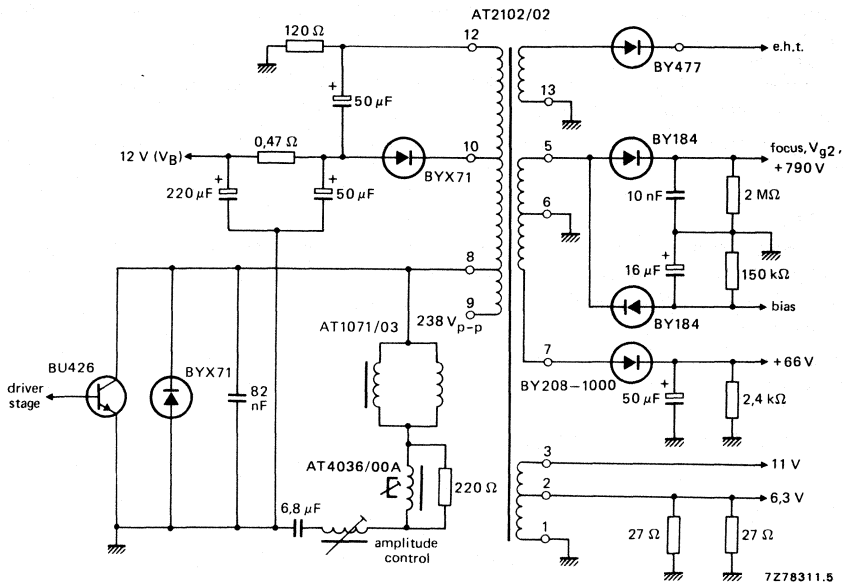 AT2102/02
120 Ω
12
e.h.t.
BY477
+
50 μF
13
0,47 Ω
10
5
BY184
focus, Vg2,
+790 V
12 V (VB)
BYX71
+
220 μF
+
50 μF
10 nF
2 MΩ
6
8
+
16 μF
150 kΩ
9
238 Vp-p
bias
AT1071/03
BY184
7
+66 V
BU426
BYX71
BY208–1000
+
50 μF
2,4 kΩ
driver
stage
82
nF
3
11 V
AT4036/00A
220 Ω
2
6,3 V
6,8 μF
1
27 Ω
27 Ω
amplitude
control
7Z78311.5